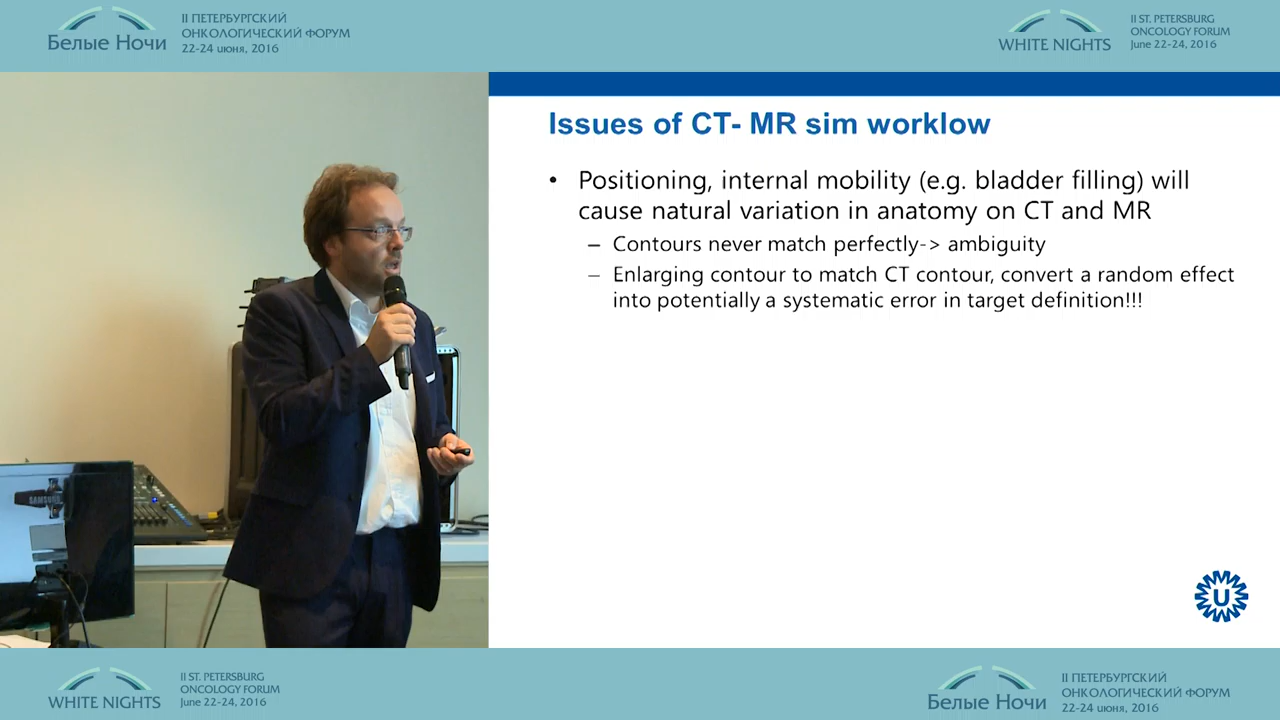 Белые Ночи
II ПЕТЕРБУРГСКИЙ
ОНКОЛОГИЧЕСКИЙ ФОРУМ
22-24 июня, 2016
WHITE NIGHTS
II ST. PETERSBURG
ONCOLOGY FORUM
June 22-24, 2016
Issues of CT- MR sim worklow
• Positioning, internal mobility (e.g. bladder filling) will
cause natural variation in anatomy on CT and MR
– Contours never match perfectly-> ambiguity
– Enlarging contour to match CT contour, convert a random effect
into potentially a systematic error in target definition!!!
SAMSUNG
U
WHITE NIGHTS
II ST. PETERSBURG
ONCOLOGY FORUM
June 22-24, 2016
Белые Ночи
II ПЕТЕРБУРГСКИЙ
ОНКОЛОГИЧЕСКИЙ ФОРУМ
22-24 июня, 2016